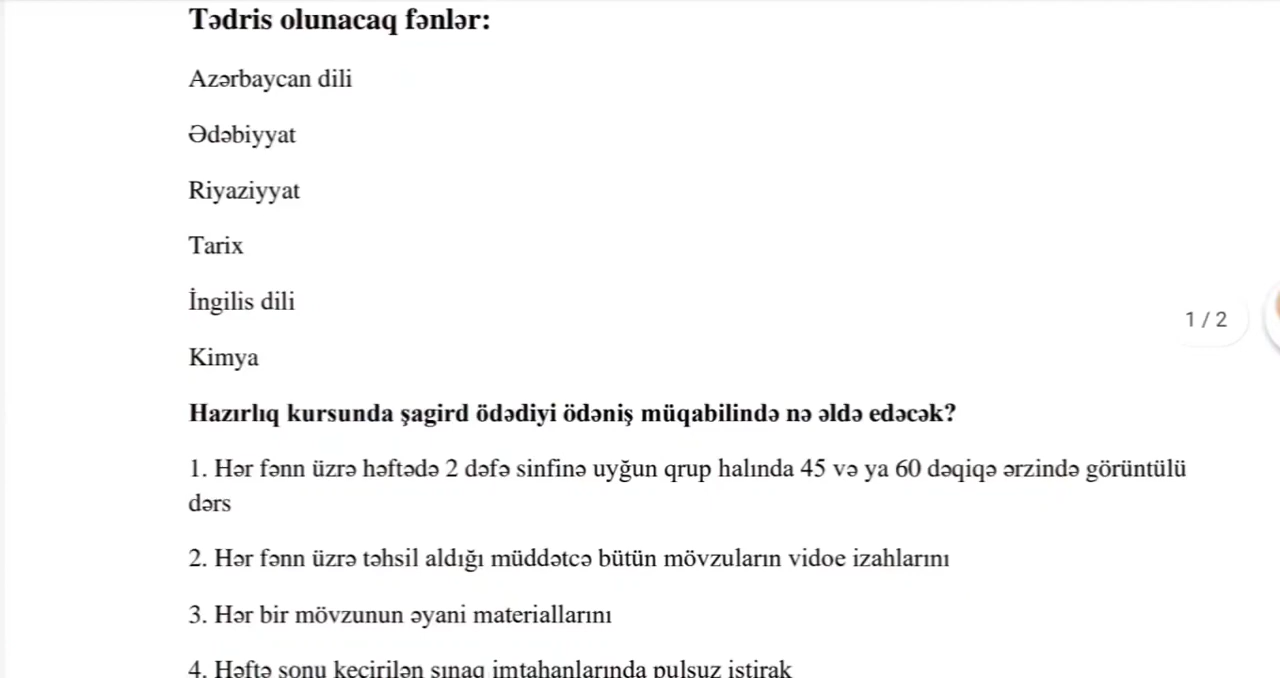 Tədris olunacaq fənlər:
Azərbaycan dili
Ədəbiyyat
Riyaziyyat
Tarix
İngilis dili
1 / 2
Kimya
Hazırlıq kursunda şagird ödədiyi ödəniş müqabilində nə əldə edəcək?
1. Hər fənn üzrə həftədə 2 dəfə sinfinə uyğun qrup halında 45 və ya 60 dəqiqə ərzində görüntülü
dərs
2. Hər fənn üzrə təhsil aldığı müddətcə bütün mövzuların vidoe izahlarını
3. Hər bir mövzunun əyani materiallarını
4. Həftə sonu keçirilən sınaq imtahanlarında pulsuz iştirak